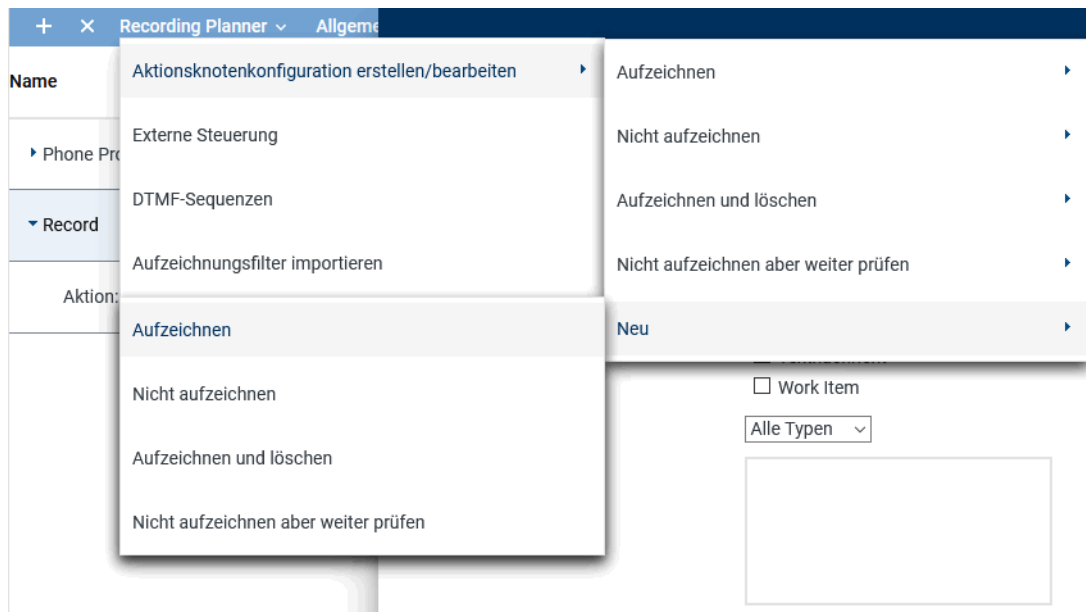 Recording Planner Allgeme
Name
Phone Pro
Record
Aktion:
Aktionsknotenkonfiguration erstellen/bearbeiten
Externe Steuerung
DTMF-Sequenzen
Aufzeichnungsfilter importieren
Aufzeichnen
Nicht aufzeichnen
Aufzeichnen und löschen
Nicht aufzeichnen aber weiter prüfen
Neu
Aufzeichnen
Nicht aufzeichnen
Aufzeichnen und löschen
Nicht aufzeichnen aber weiter prüfen
Work Item
Alle Typen